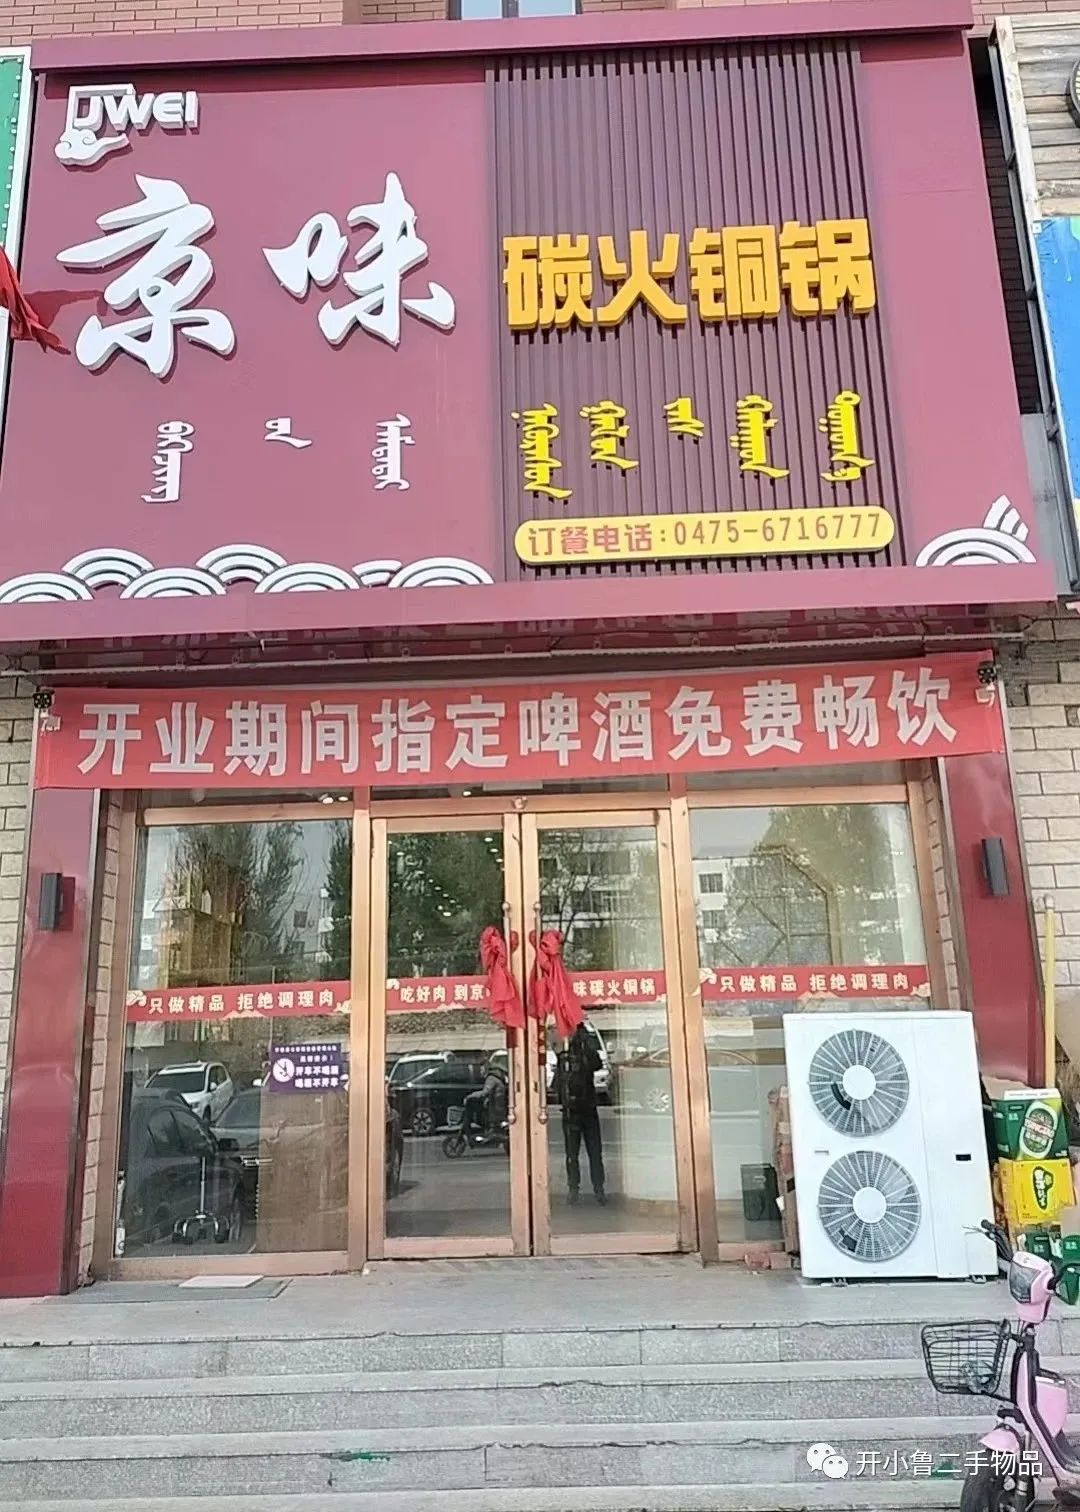 JWEI
京味
碳火铜锅
订餐电话:0475-6716777
开业期间指定啤酒免费畅饮
只做精品 拒绝调理肉
吃好肉 到京
味碳火铜锅
只做精品 拒绝调理肉
开车不喝酒
喝酒不开车
开小鲁二手物品